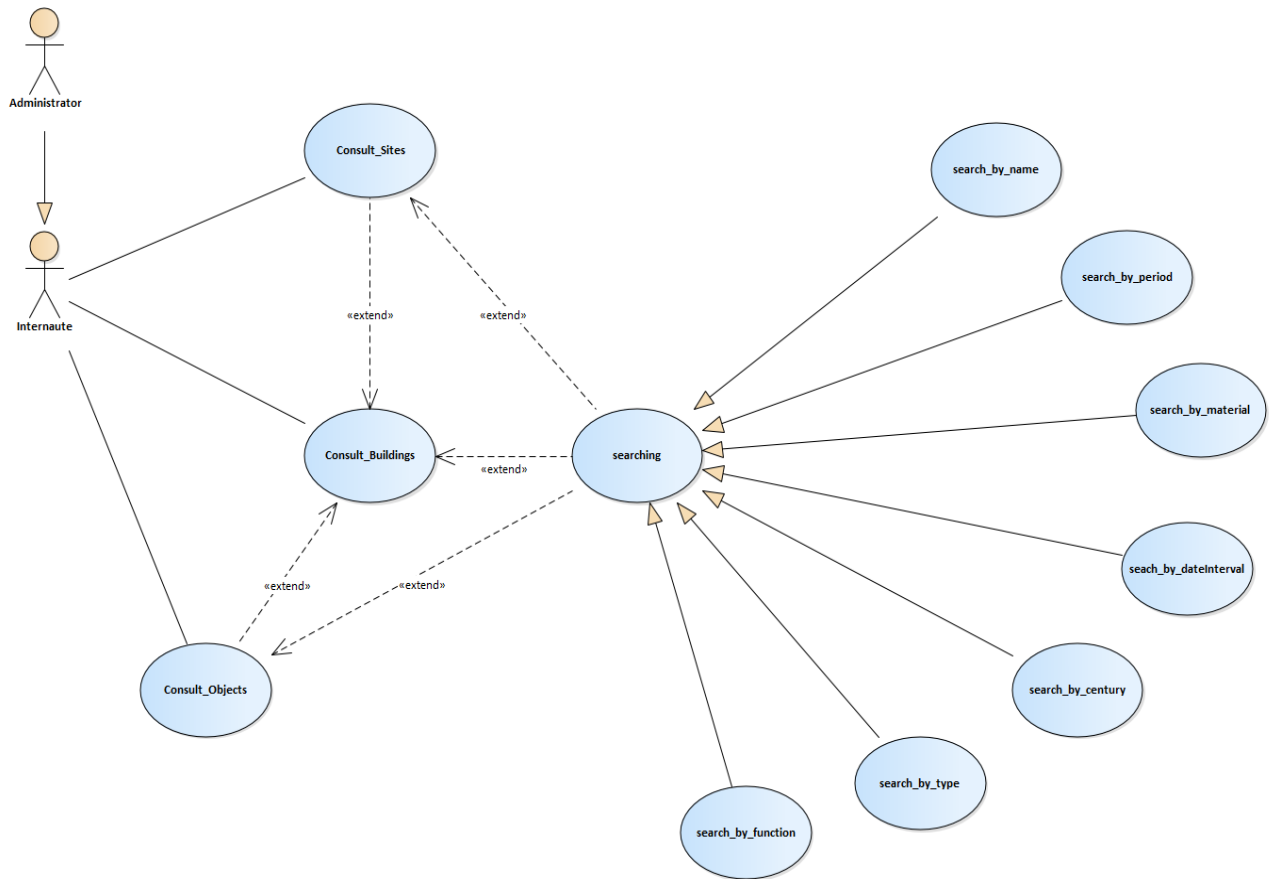 Administrator
Consult_Sites
search_by_name
search_by_period
«extend»
«extend»
Internaute
search_by_material
Consult_Buildings
searching
«extend»
seach_by_dateInterval
«extend»
«extend»
Consult_Objects
search_by_century
search_by_type
search_by_function